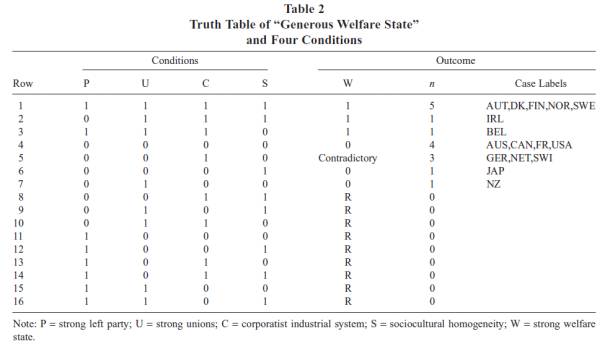 Table 2
Truth Table of “Generous Welfare State”
and Four Conditions
Conditions Outcome
Row P U C S W n Case Labels
1 1 1 1 1 1 5 AUT,DK,FIN,NOR,SWE
2 0 1 1 1 1 1 IRL
3 1 1 1 0 1 1 BEL
4 0 0 0 0 0 4 AUS,CAN,FR,USA
5 0 0 1 0 Contradictory 3 GER,NET,SWI
6 0 0 0 1 0 1 JAP
7 0 1 0 0 0 1 NZ
8 0 0 1 1 R 0
9 0 1 0 1 R 0
10 0 1 1 0 R 0
11 1 0 0 0 R 0
12 1 0 0 1 R 0
13 1 0 1 0 R 0
14 1 0 1 1 R 0
15 1 1 0 0 R 0
16 1 1 0 1 R 0
Note: P = strong left party; U = strong unions; C = corporatist industrial system; S = sociocultural homogeneity; W = strong welfare
state.